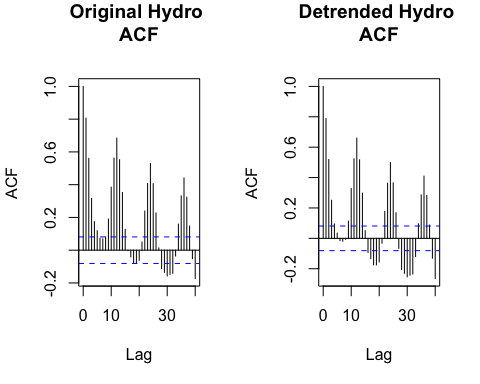 Original Hydro
ACF
ACF
-0.2 0.2 0.6 1.0
0 10 30
Lag
Detrended Hydro
ACF
ACF
-0.2 0.2 0.6 1.0
0 10 30
Lag